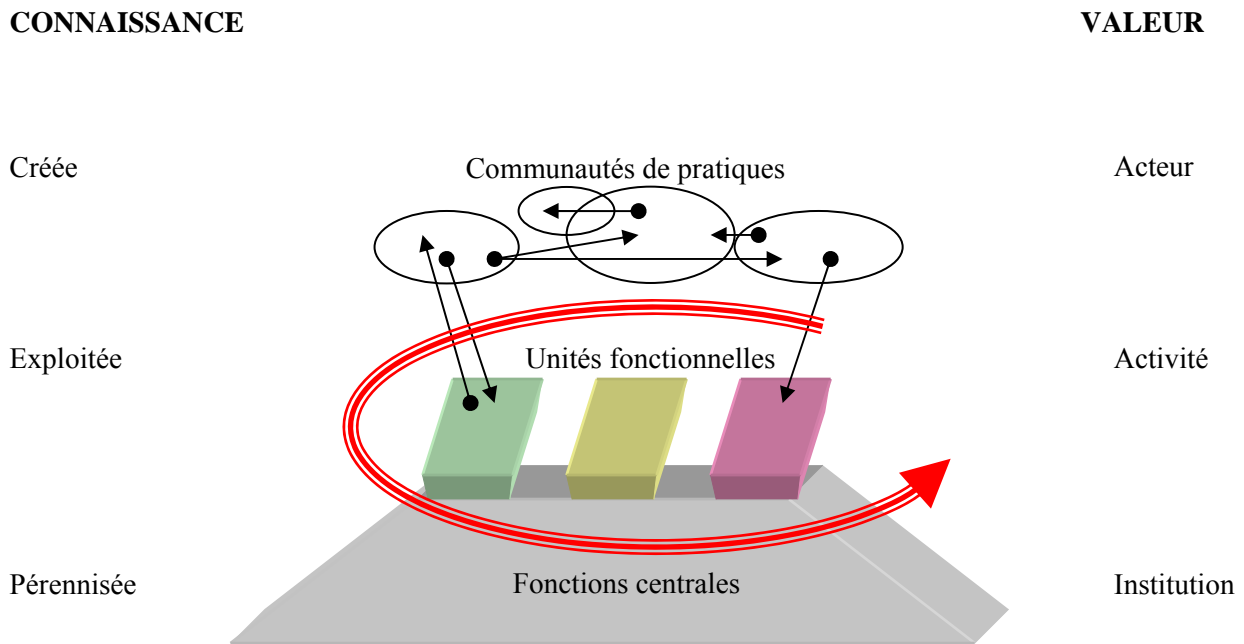 CONNAISSANCE VALEUR
Créée Communautés de pratiques Acteur
Exploitée Unités fonctionnelles Activité
Pérennisée Fonctions centrales Institution